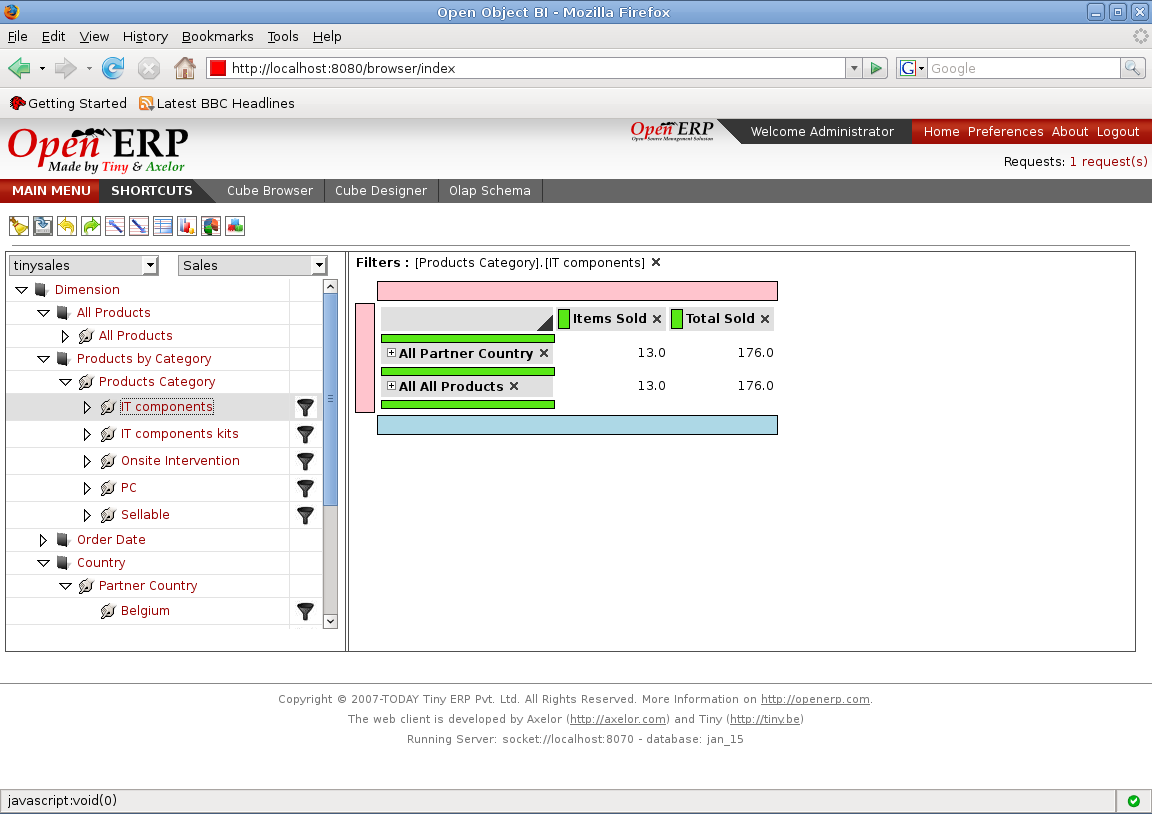 Open Object BI - Mozilla Firefox
File Edit View History Bookmarks Tools Help
http://localhost:8080/browser/index
G Google
Getting Started Latest BBC Headlines
Open ERP
Made by Tiny & Axelor
Open ERP
Open Source Management Solution
Welcome Administrator
Home Preferences About Logout
Requests: 1 request(s)
MAIN MENU SHORTCUTS Cube Browser Cube Designer Olap Schema
tinysales Sales
Dimension
All Products
All Products
Products by Category
Products Category
IT components
IT components kits
Onsite Intervention
PC
Sellable
Order Date
Country
Partner Country
Belgium
Filters : [Products Category].[IT components]
Items Sold Total Sold
All Partner Country 13.0 176.0
All All Products 13.0 176.0
Copyright © 2007-TODAY Tiny ERP Pvt. Ltd. All Rights Reserved. More Information on http://openerp.com.
The web client is developed by Axelor (http://axelor.com) and Tiny (http://tiny.be)
Running Server: socket://localhost:8070 - database: jan_15
javascript:void(0)